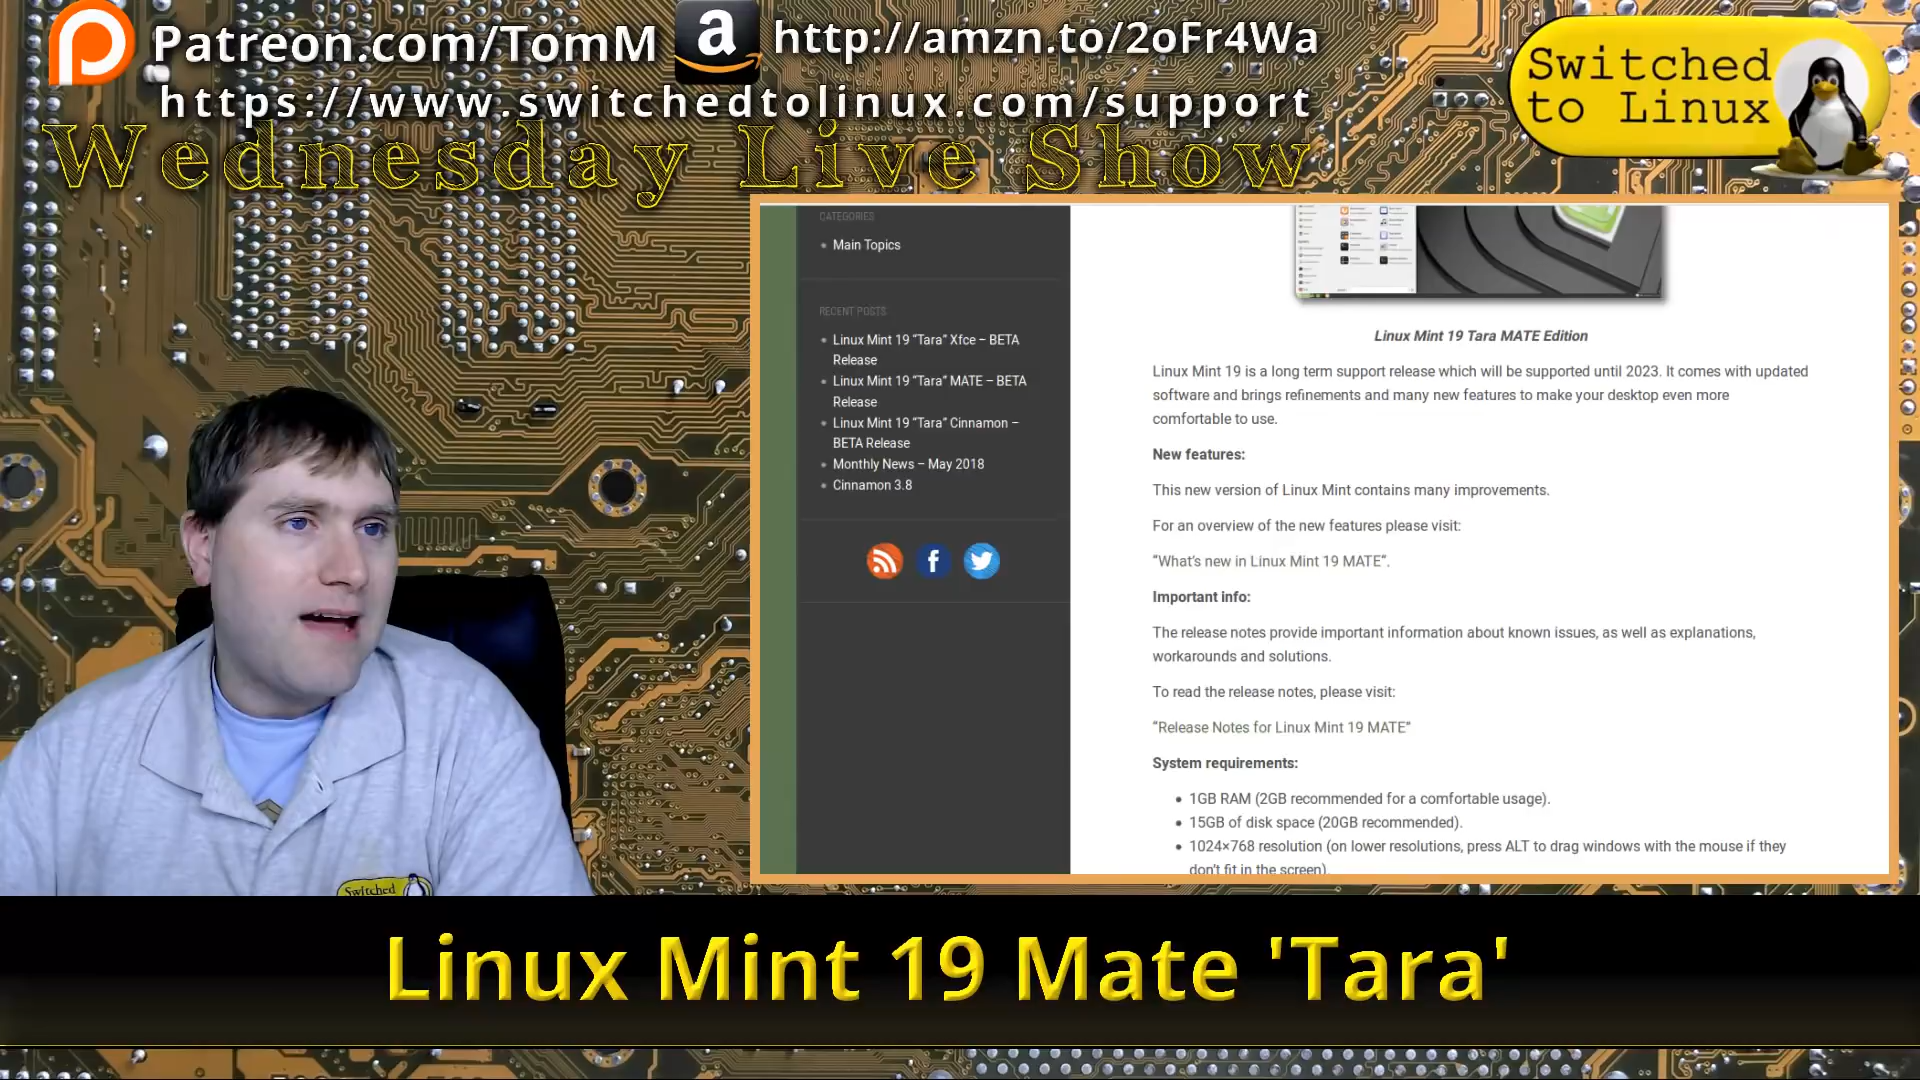 Patreon.com/TomM
http://amzn.to/2oFr4Wa
https://www.switchedtolinux.com/support
Wednesday Live Show
Switched
to Linux
CATEGORIES
Main Topics
RECENT POSTS
Linux Mint 19 “Tara” Xfce – BETA
Release
Linux Mint 19 “Tara” MATE – BETA
Release
Linux Mint 19 “Tara” Cinnamon –
BETA Release
Monthly News – May 2018
Cinnamon 3.8
Linux Mint 19 Tara MATE Edition
Linux Mint 19 is a long term support release which will be supported until 2023. It comes with updated
software and brings refinements and many new features to make your desktop even more
comfortable to use.
New features:
This new version of Linux Mint contains many improvements.
For an overview of the new features please visit:
“What’s new in Linux Mint 19 MATE“.
Important info:
The release notes provide important information about known issues, as well as explanations,
workarounds and solutions.
To read the release notes, please visit:
“Release Notes for Linux Mint 19 MATE”
System requirements:
1GB RAM (2GB recommended for a comfortable usage).
15GB of disk space (20GB recommended).
1024×768 resolution (on lower resolutions, press ALT to drag windows with the mouse if they
don’t fit in the screen).
Switched
Linux Mint 19 Mate 'Tara'